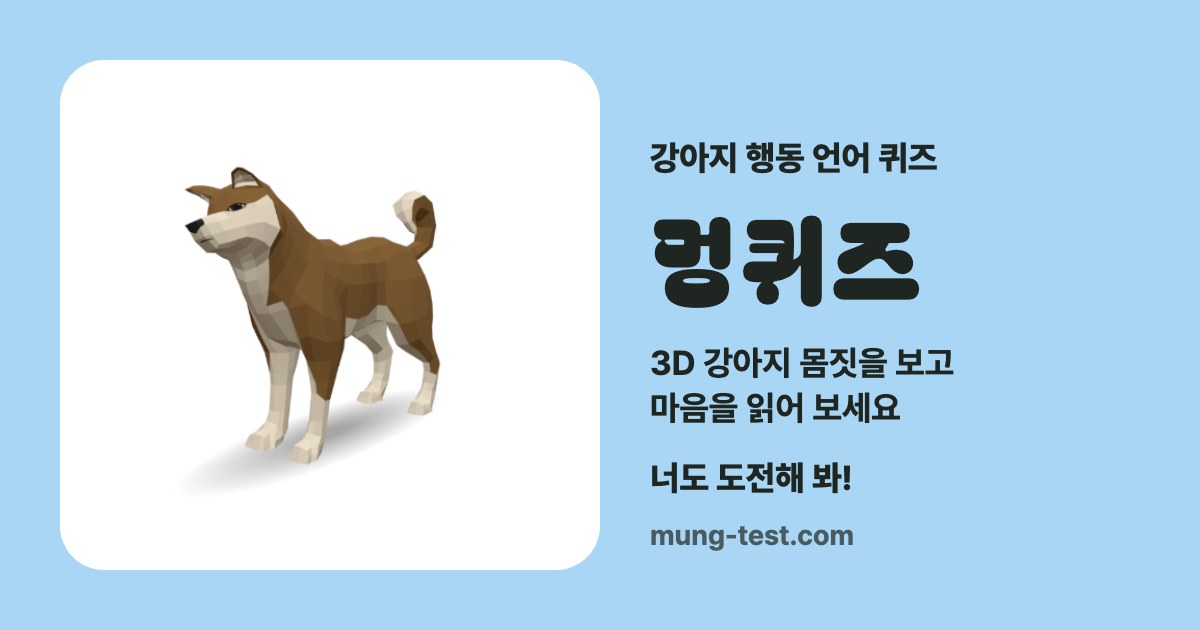 강아지 행동 언어 퀴즈
멍퀴즈
3D 강아지 몸짓을 보고
마음을 읽어 보세요
너도 도전해 봐!
mung-test.com